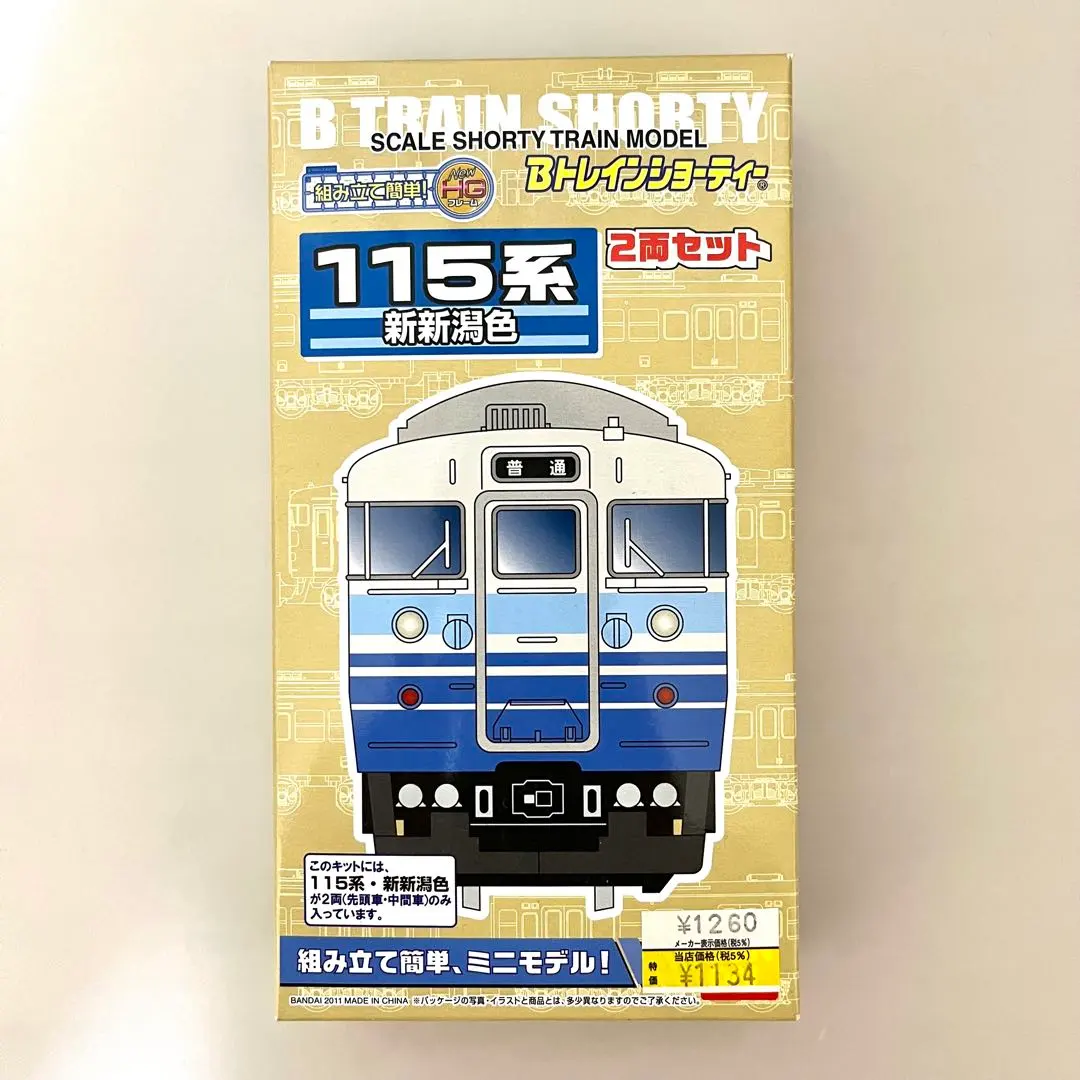 B TRAIN SHORTY
SCALE SHORTY TRAIN MODEL
組み立て簡単!
New
HG
フレーム
Bトレインショーティー®
115系
新新潟色
2両セット
普通
このキットには、
115系・新新潟色
が2両(先頭車・中間車)のみ
入っています。
組み立て簡単、ミニモデル!
¥1260
メーカー表示価格(税5%)
当店価格(税5%)
特価
¥1134
BANDAI 2011 MADE IN CHINA ※パッケージの写真・イラストと商品とは、多少異なりますのでご了承ください。